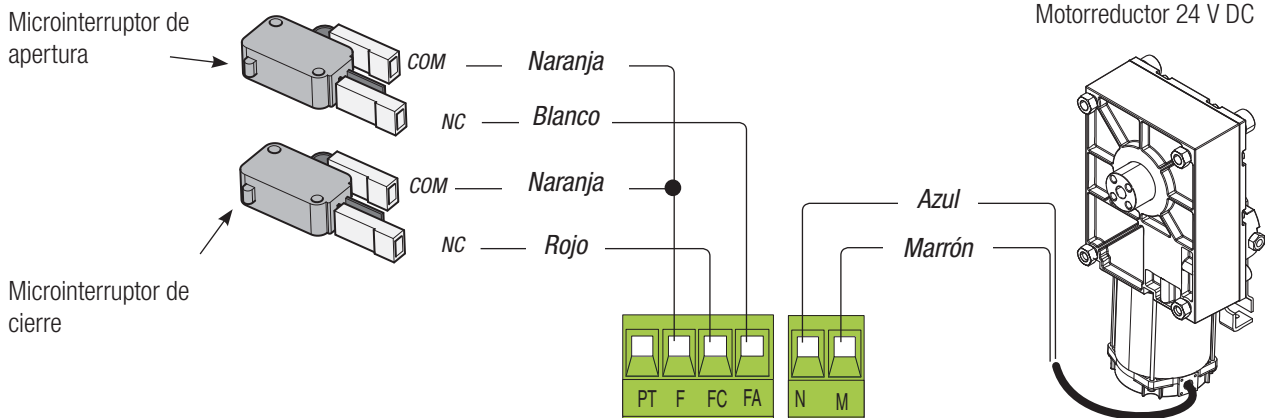 Microinterruptor de
apertura
Motorreductor 24 V DC
COM Naranja
NC Blanco
COM Naranja
NC Rojo
Azul
Marrón
Microinterruptor de
cierre
PT F FC FA N M